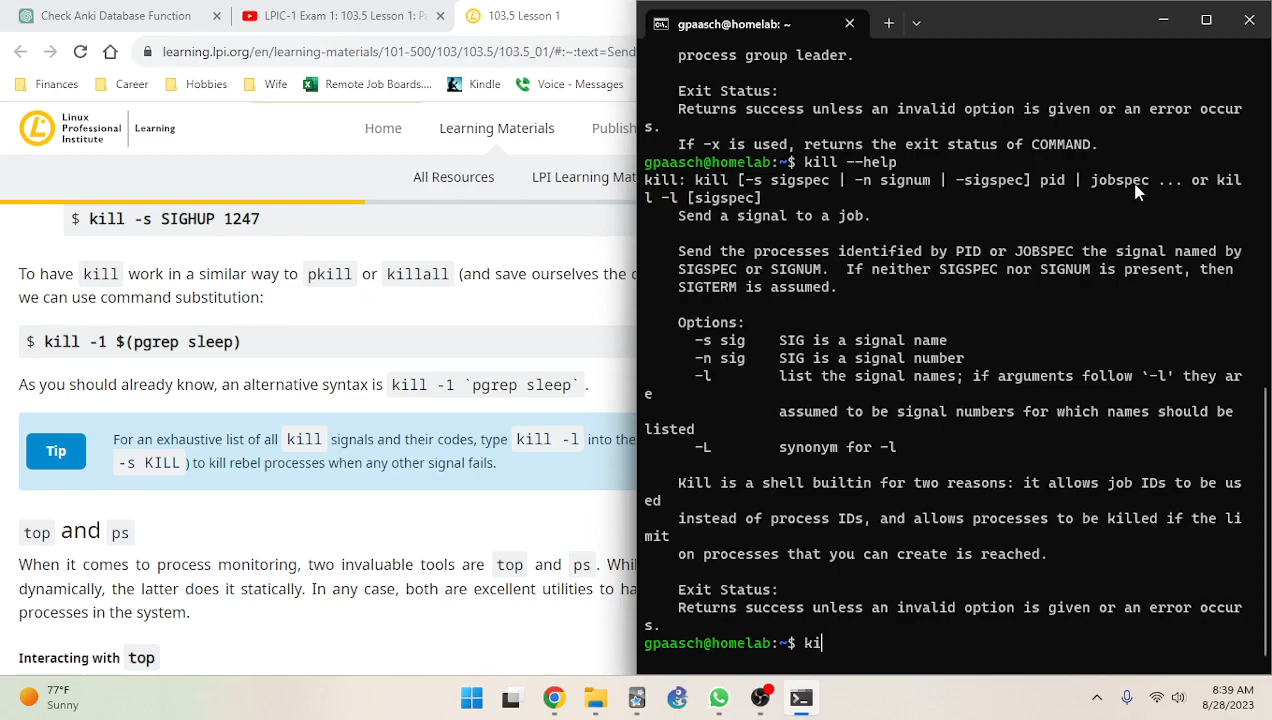 Check Anki Database Function
LPIC-1 Exam 1: 103.5 Lesson 1: P
103.5 Lesson 1
learning.lpi.org/en/learning-materials/101-500/103/103.5/103.5_01/#:~:text=Send
Finances
Career
Hobbies
Wife
Remote Job Boards....
Kindle
Voice - Messages
Linux
Professional
Institute
Learning
Home
Learning Materials
Publish
All Resources
LPI Learning Mat
$ kill -s SIGHUP 1247
To have kill work in a similar way to pkill or killall (and save ourselves the
we can use command substitution:
$ kill -1 $(pgrep sleep)
As you should already know, an alternative syntax is kill -1 `pgrep sleep`.
Tip
For an exhaustive list of all kill signals and their codes, type kill -l into the
-s KILL ) to kill rebel processes when any other signal fails.
top and ps
When it comes to process monitoring, two invaluable tools are top and ps. Whi
dynamically, the latter does it statically. In any case, both are excellent utilities to ha
processes in the system.
Interacting with top
gpaasch@homelab: ~
process group leader.
Exit Status:
Returns success unless an invalid option is given or an error occur
s.
If -x is used, returns the exit status of COMMAND.
gpaasch@homelab:~$ kill --help
kill: kill [-s sigspec | -n signum | -sigspec] pid | jobspec ... or kil
l -l [sigspec]
Send a signal to a job.
Send the processes identified by PID or JOBSPEC the signal named by
SIGSPEC or SIGNUM.  If neither SIGSPEC nor SIGNUM is present, then
SIGTERM is assumed.
Options:
-s sig    SIG is a signal name
-n sig    SIG is a signal number
-l        list the signal names; if arguments follow `-l' they ar
e
assumed to be signal numbers for which names should be
listed
-L        synonym for -l
Kill is a shell builtin for two reasons: it allows job IDs to be us
ed
instead of process IDs, and allows processes to be killed if the li
mit
on processes that you can create is reached.
Exit Status:
Returns success unless an invalid option is given or an error occur
s.
gpaasch@homelab:~$ ki
77°F
Sunny
8:39 AM
8/28/2023